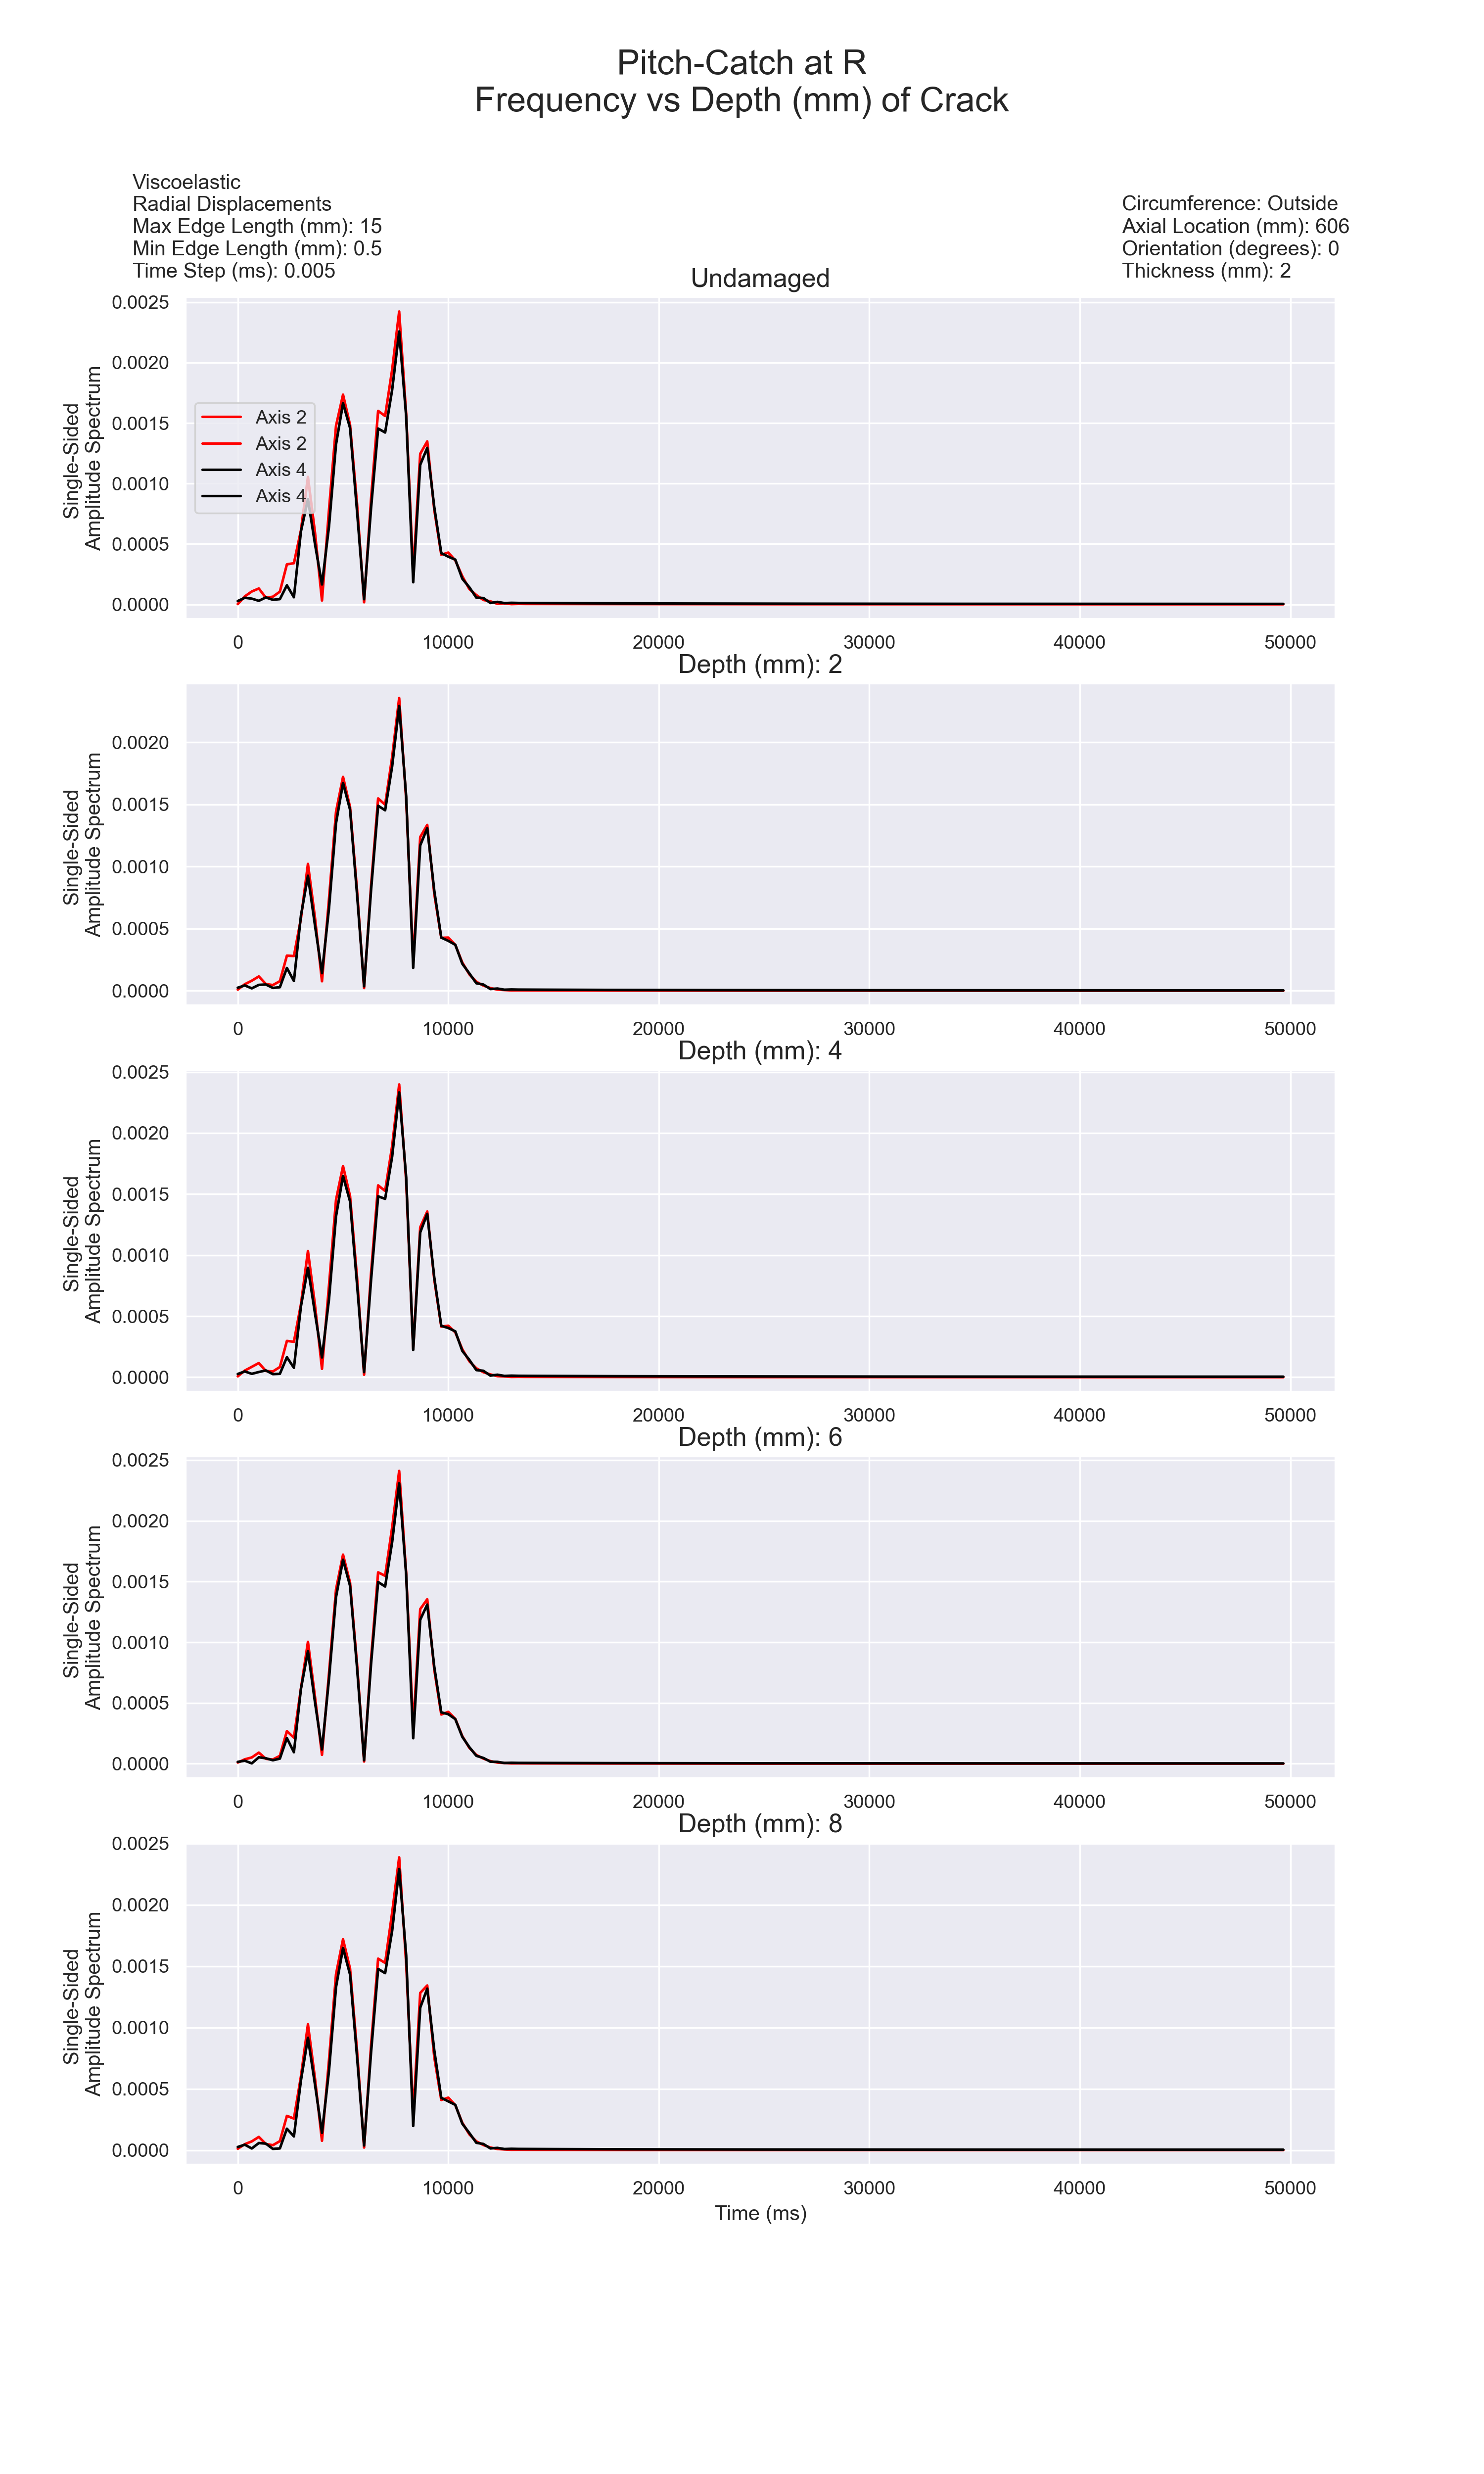 Pitch-Catch at R
Frequency vs Depth (mm) of Crack
Viscoelastic
Radial Displacements
Max Edge Length (mm): 15
Min Edge Length (mm): 0.5
Time Step (ms): 0.005
Circumference: Outside
Axial Location (mm): 606
Orientation (degrees): 0
Thickness (mm): 2
Undamaged
Single-Sided
Amplitude Spectrum
0.0025
0.0020
0.0015
0.0010
0.0005
0.0000
Axis 2
Axis 2
Axis 4
Axis 4
0 10000 20000 30000 40000 50000
Depth (mm): 2
Single-Sided
Amplitude Spectrum
0.0020
0.0015
0.0010
0.0005
0.0000
0 10000 20000 30000 40000 50000
Depth (mm): 4
Single-Sided
Amplitude Spectrum
0.0025
0.0020
0.0015
0.0010
0.0005
0.0000
0 10000 20000 30000 40000 50000
Depth (mm): 6
Single-Sided
Amplitude Spectrum
0.0025
0.0020
0.0015
0.0010
0.0005
0.0000
0 10000 20000 30000 40000 50000
Depth (mm): 8
Single-Sided
Amplitude Spectrum
0.0025
0.0020
0.0015
0.0010
0.0005
0.0000
0 10000 20000 30000 40000 50000
Time (ms)